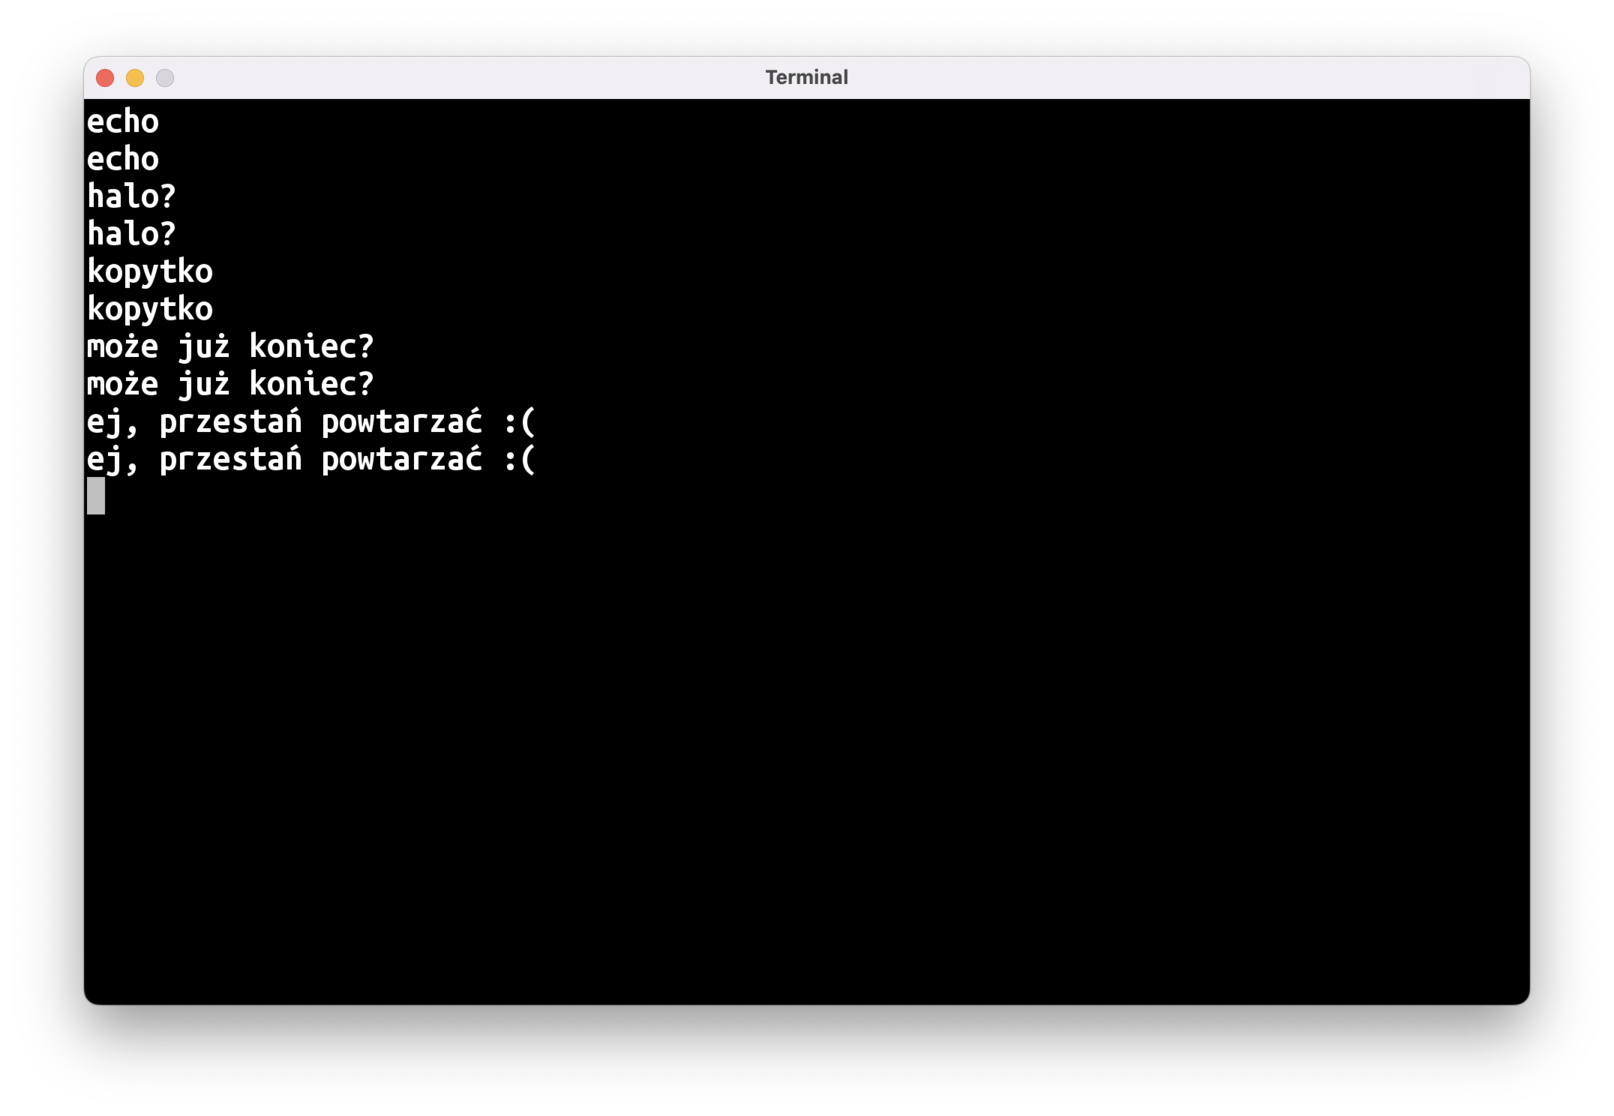 Terminal
echo
echo
halo?
halo?
kopytko
kopytko
może już koniec?
może już koniec?
ej, przestań powtarzać :(
ej, przestań powtarzać :(